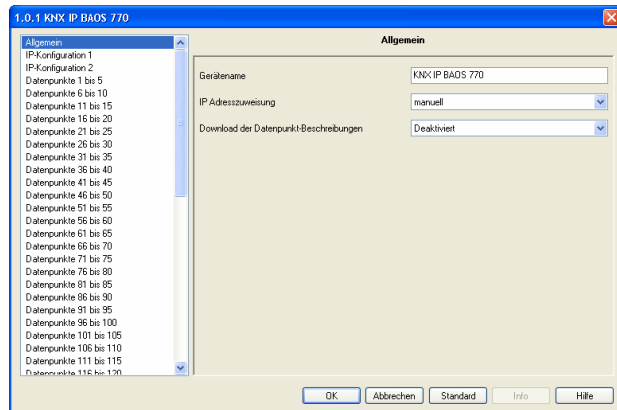 1.0.1 KNX IP BAOS 770
Allgemein
IP-Konfiguration 1
IP-Konfiguration 2
Datenpunkte 1 bis 5
Datenpunkte 6 bis 10
Datenpunkte 11 bis 15
Datenpunkte 16 bis 20
Datenpunkte 21 bis 25
Datenpunkte 26 bis 30
Datenpunkte 31 bis 35
Datenpunkte 36 bis 40
Datenpunkte 41 bis 45
Datenpunkte 46 bis 50
Datenpunkte 51 bis 55
Datenpunkte 56 bis 60
Datenpunkte 61 bis 65
Datenpunkte 66 bis 70
Datenpunkte 71 bis 75
Datenpunkte 76 bis 80
Datenpunkte 81 bis 85
Datenpunkte 86 bis 90
Datenpunkte 91 bis 95
Datenpunkte 96 bis 100
Datenpunkte 101 bis 105
Datenpunkte 106 bis 110
Datenpunkte 111 bis 115
Datenpunkte 116 bis 120
Allgemein
Gerätename KNX IP BAOS 770
IP Adresszuweisung manuell
Download der Datenpunkt-Beschreibungen Deaktiviert
OK Abbrechen Standard Info Hilfe